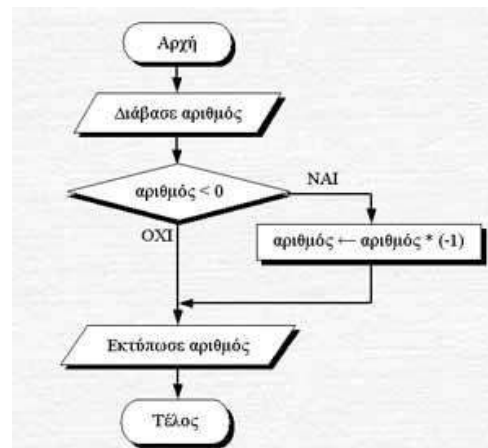 Αρχή
Διάβασε αριθμός
αριθμός < 0
ΝΑΙ
ΟΧΙ
αριθμός ← αριθμός * (-1)
Εκτύπωσε αριθμός
Τέλος